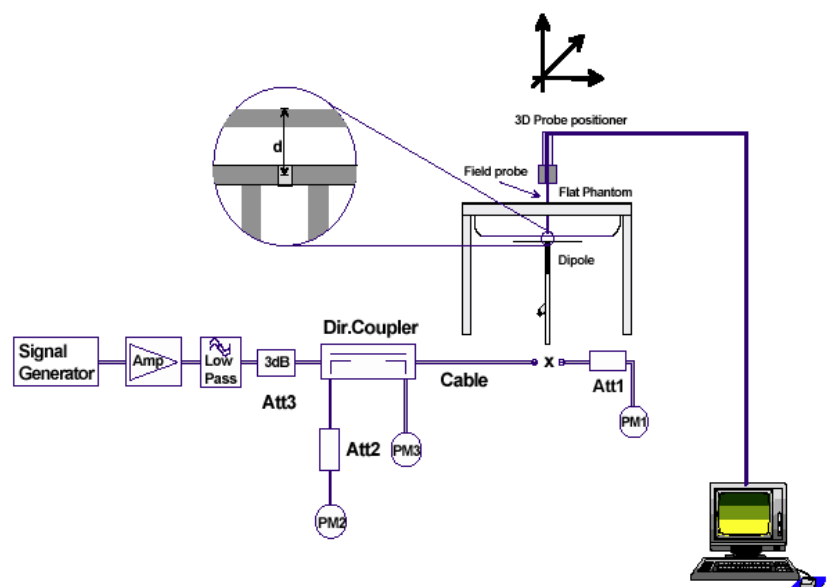 3D Probe positioner
d
Field probe
Flat Phantom
Dipole
Dir.Coupler
Signal
Generator
Amp
Low
Pass
3dB
Att3
Cable
x
Att1
PM1
Att2
PM3
PM2